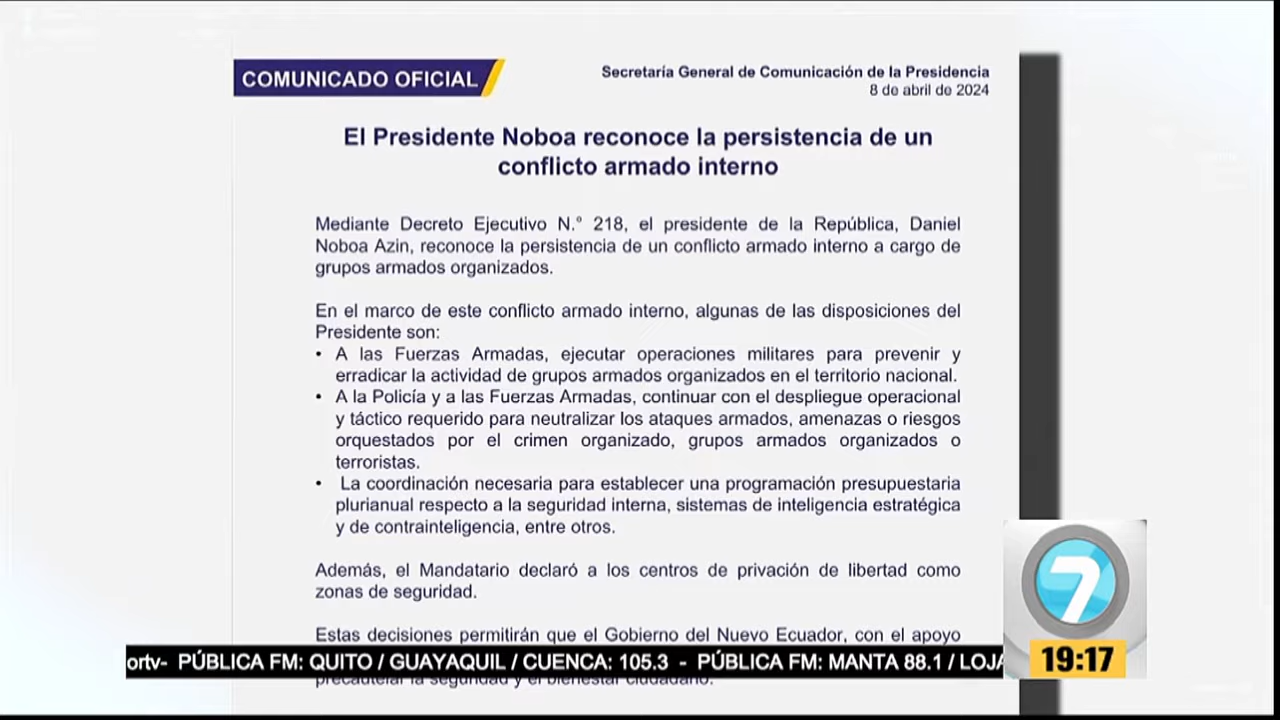 COMUNICADO OFICIAL
Secretaría General de Comunicación de la Presidencia
8 de abril de 2024
El Presidente Noboa reconoce la persistencia de un
conflicto armado interno
Mediante Decreto Ejecutivo N.° 218, el presidente de la República, Daniel
Noboa Azin, reconoce la persistencia de un conflicto armado interno a cargo de
grupos armados organizados.
En el marco de este conflicto armado interno, algunas de las disposiciones del
Presidente son:
• A las Fuerzas Armadas, ejecutar operaciones militares para prevenir y
erradicar la actividad de grupos armados organizados en el territorio nacional.
• A la Policía y a las Fuerzas Armadas, continuar con el despliegue operacional
y táctico requerido para neutralizar los ataques armados, amenazas o riesgos
orquestados por el crimen organizado, grupos armados organizados o
terroristas.
• La coordinación necesaria para establecer una programación presupuestaria
plurianual respecto a la seguridad interna, sistemas de inteligencia estratégica
y de contrainteligencia, entre otros.
Además, el Mandatario declaró a los centros de privación de libertad como
zonas de seguridad.
Estas decisiones permitirán que el Gobierno del Nuevo Ecuador, con el apoyo
ortv- PÚBLICA FM: QUITO / GUAYAQUIL / CUENCA: 105.3 - PÚBLICA FM: MANTA 88.1 / LOJA
precautelar la seguridad y el bienestar ciudadano.
7
19:17